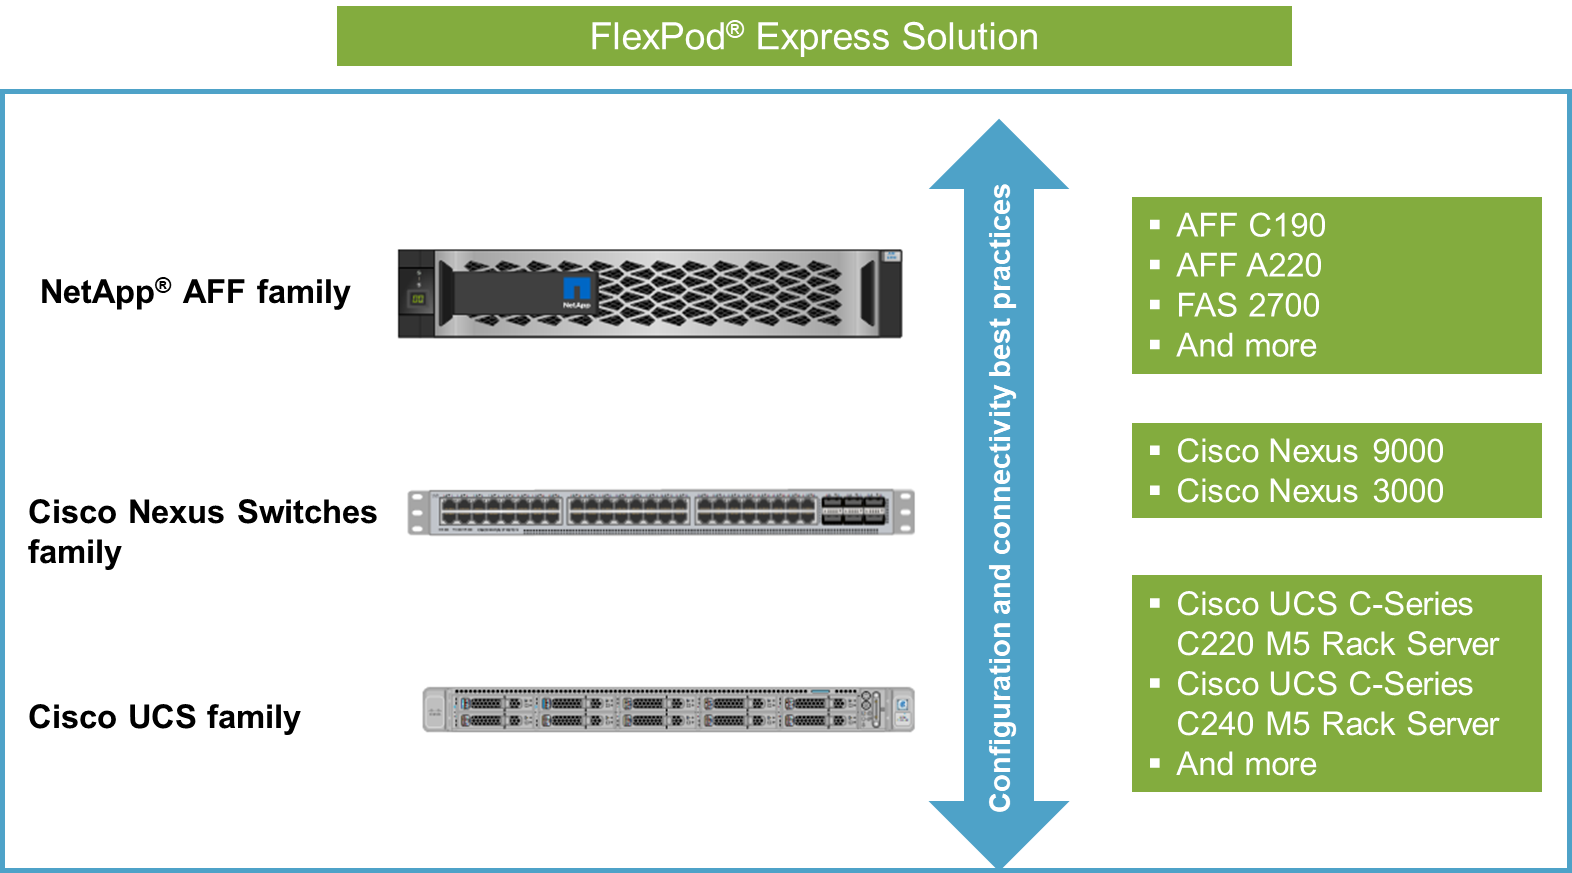 FlexPod® Express Solution
NetApp® AFF family
NetApp
Configuration and connectivity best practices
▪ AFF C190
▪ AFF A220
▪ FAS 2700
▪ And more
Cisco Nexus Switches
family
▪ Cisco Nexus 9000
▪ Cisco Nexus 3000
Cisco UCS family
▪ Cisco UCS C-Series
C220 M5 Rack Server
▪ Cisco UCS C-Series
C240 M5 Rack Server
▪ And more